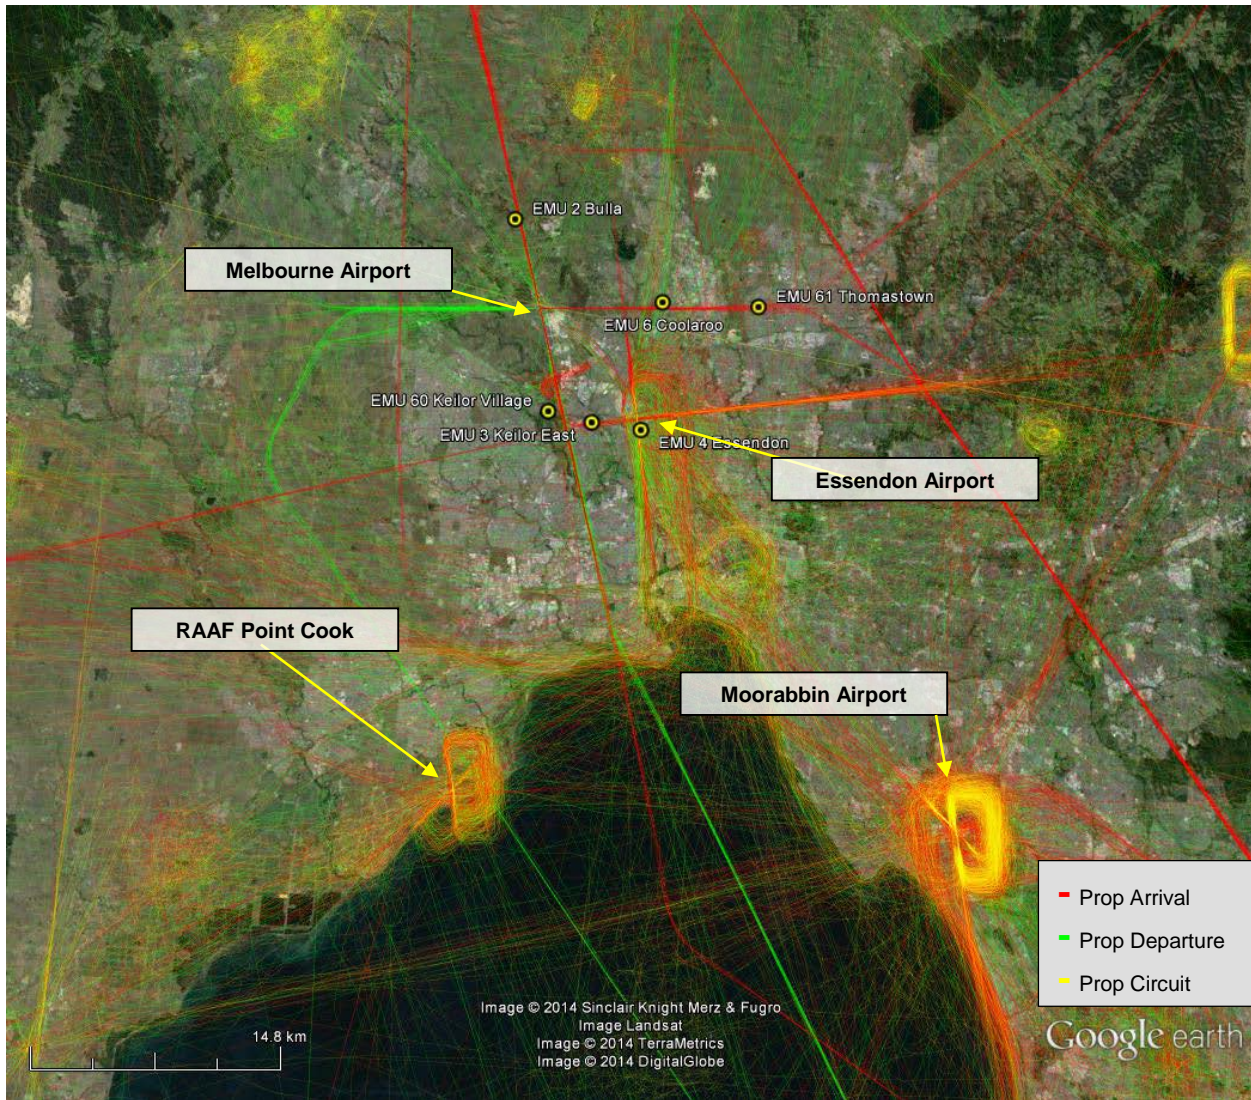 EMU 2 Bulla
Melbourne Airport
EMU 61 Thomastown
EMU 6 Coolaroo
EMU 60 Keilor Village
EMU 3 Keilor East
EMU 4 Essendon
Essendon Airport
RAAF Point Cook
Moorabbin Airport
Prop Arrival
Prop Departure
Prop Circuit
Image © 2014 Sinclair Knight Merz & Fugro
Image Landsat
Image © 2014 TerraMetrics
Image © 2014 DigitalGlobe
14.8 km
Google earth